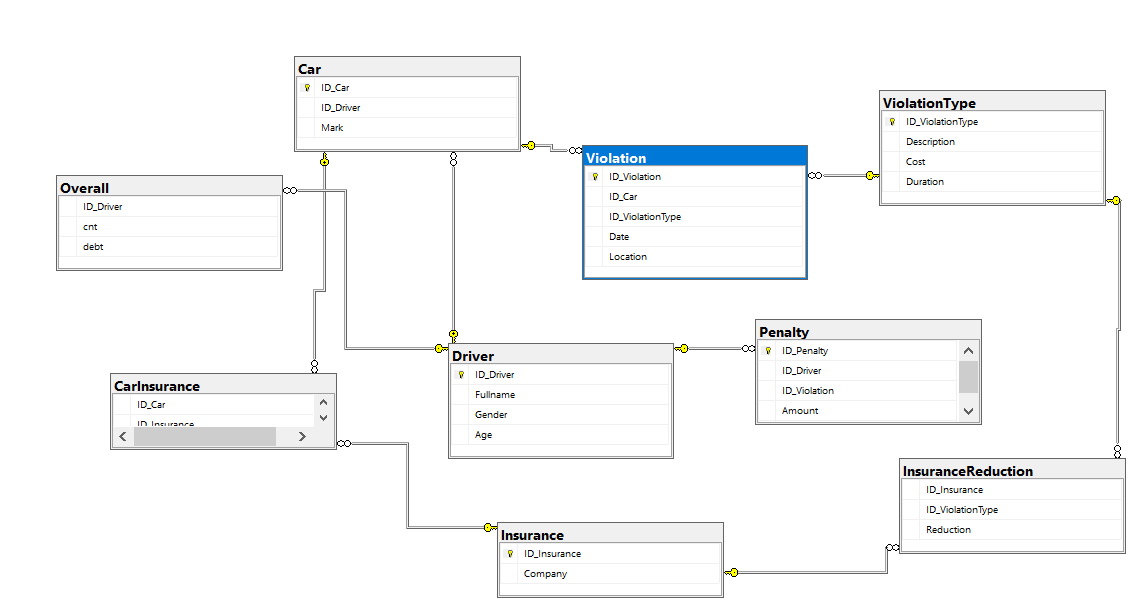 Car
ID_Car
ID_Driver
Mark
ViolationType
ID_ViolationType
Description
Cost
Duration
Violation
ID_Violation
ID_Car
ID_ViolationType
Date
Location
Overall
ID_Driver
cnt
debt
Penalty
ID_Penalty
ID_Driver
ID_Violation
Amount
Driver
ID_Driver
Fullname
Gender
Age
CarInsurance
ID_Car
ID_Insurance
InsuranceReduction
ID_Insurance
ID_ViolationType
Reduction
Insurance
ID_Insurance
Company